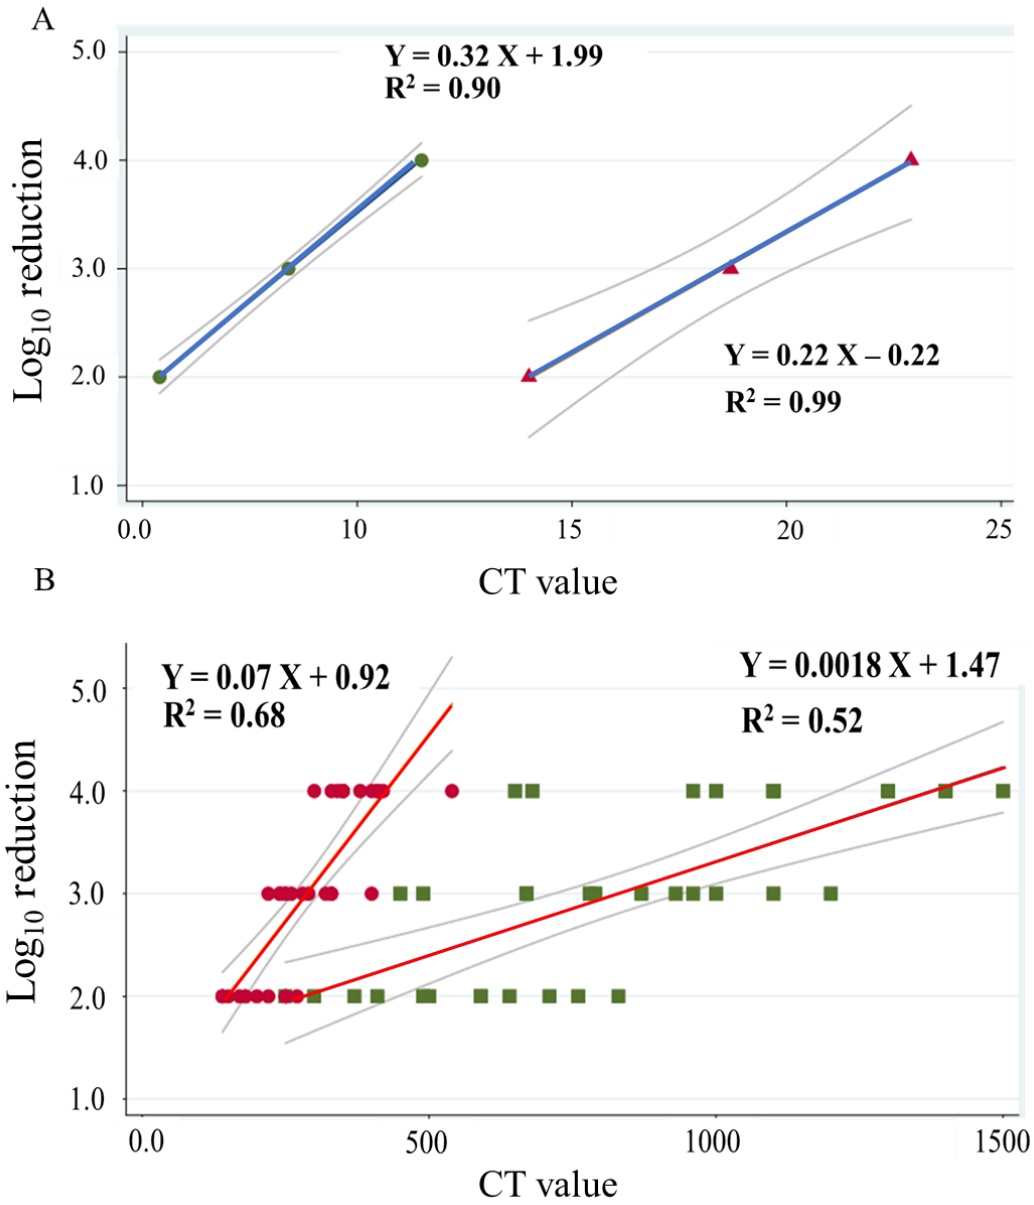 A
Y = 0.32 X + 1.99
R² = 0.90
Y = 0.22 X – 0.22
R² = 0.99
Log₁₀ reduction
5.0
4.0
3.0
2.0
1.0
0.0 10 15 20 25
CT value
B
Y = 0.07 X + 0.92
R² = 0.68
Y = 0.0018 X + 1.47
R² = 0.52
Log₁₀ reduction
5.0
4.0
3.0
2.0
1.0
0.0 500 1000 1500
CT value